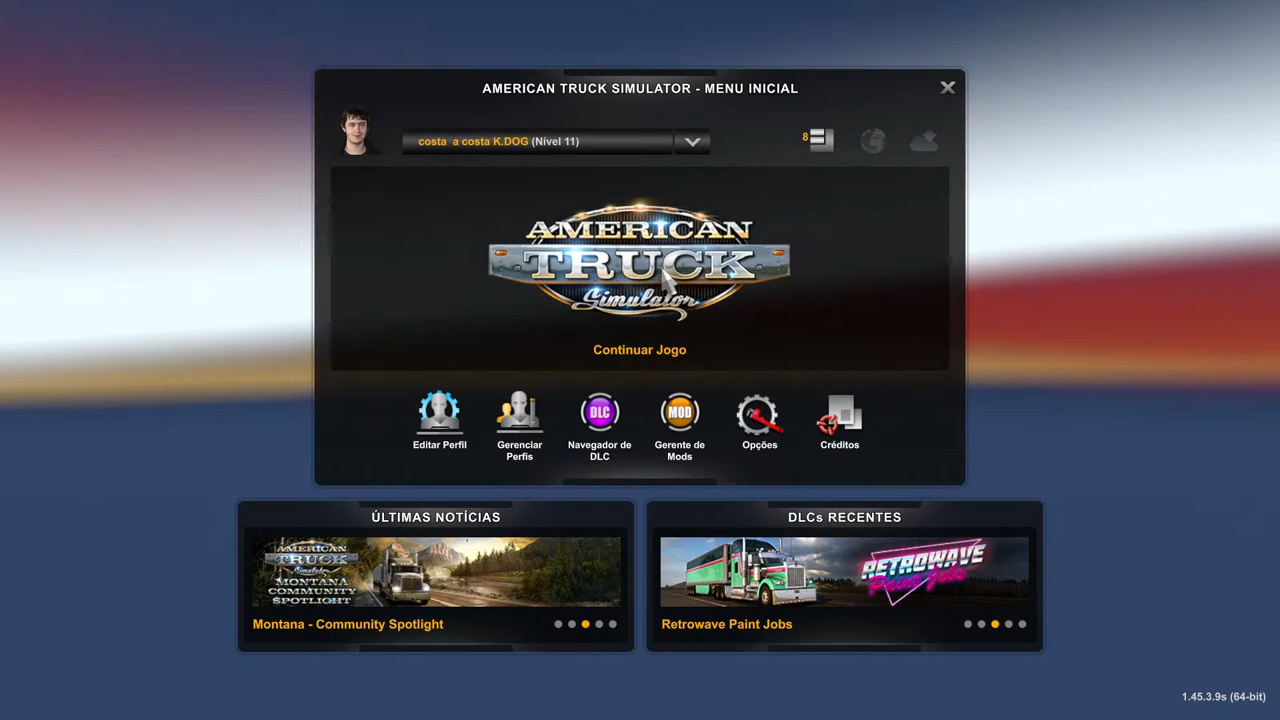 AMERICAN TRUCK SIMULATOR - MENU INICIAL
costa a costa K.DOG (Nível 11)
8
AMERICAN
TRUCK
Simulator
Continuar Jogo
DLC
MOD
Editar Perfil
Gerenciar
Perfis
Navegador de
DLC
Gerente de
Mods
Opções
Créditos
ÚLTIMAS NOTÍCIAS
AMERICAN
TRUCK
Simulator
MONTANA
COMMUNITY
SPOTLIGHT
Montana - Community Spotlight
DLCs RECENTES
RETROWAVE
Paint Jobs
Retrowave Paint Jobs
1.45.3.9s (64-bit)